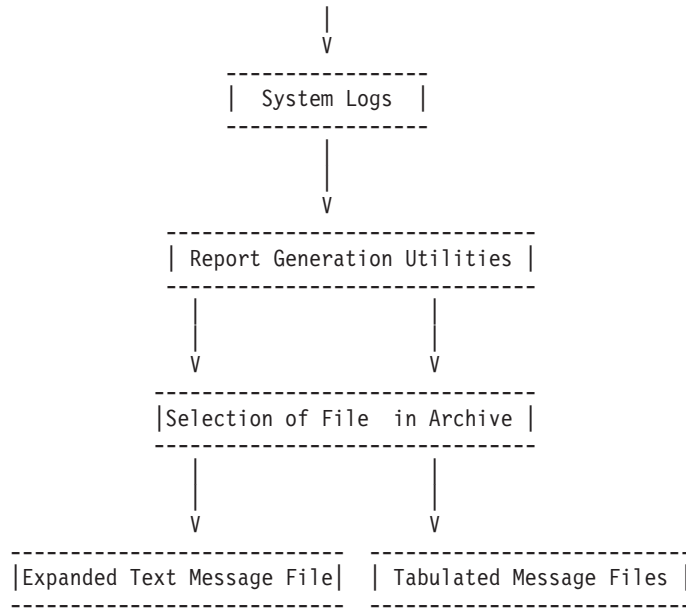 System Logs
Report Generation Utilities
Selection of File  in Archive
Expanded Text Message File
Tabulated Message Files